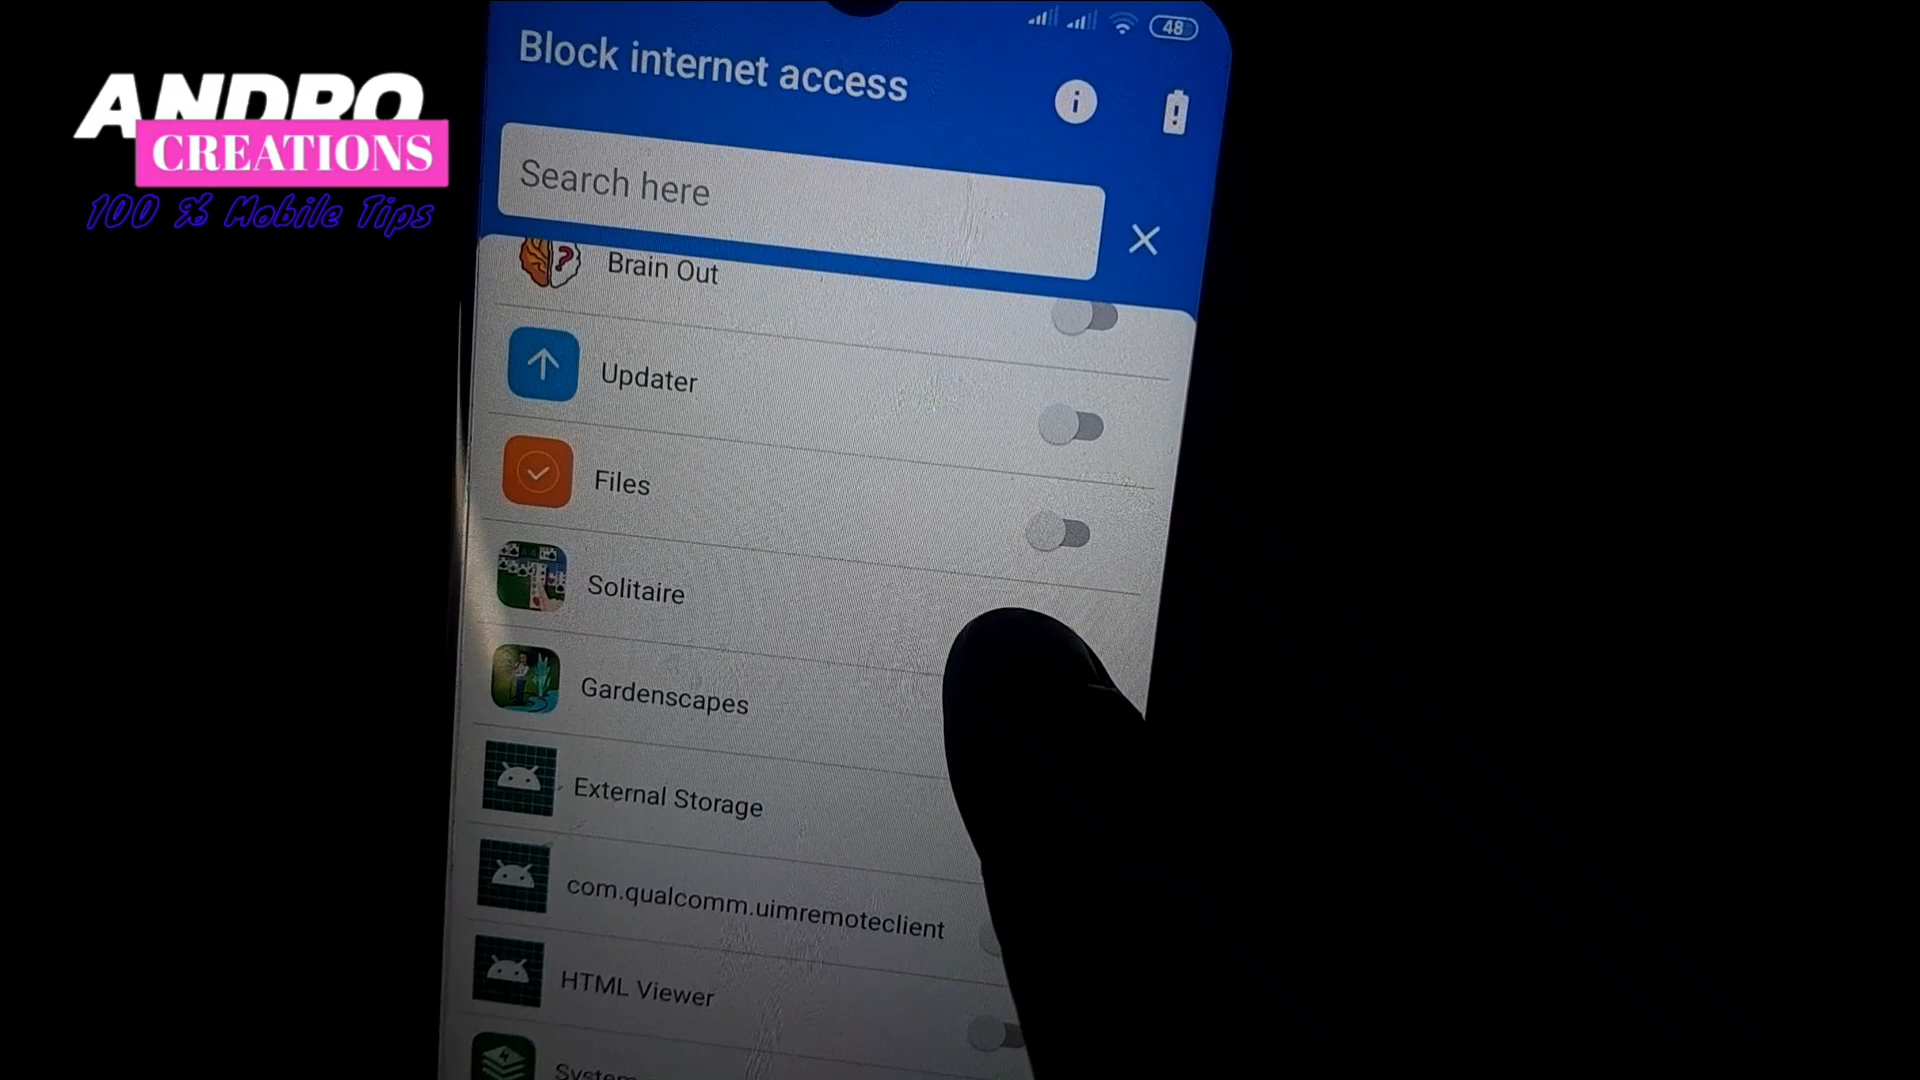 ANDRO
CREATIONS
100 % Mobile Tips
48
Block internet access
Search here
Brain Out
Updater
Files
Solitaire
Gardenscapes
External Storage
com.qualcomm.uimremoteclient
HTML Viewer